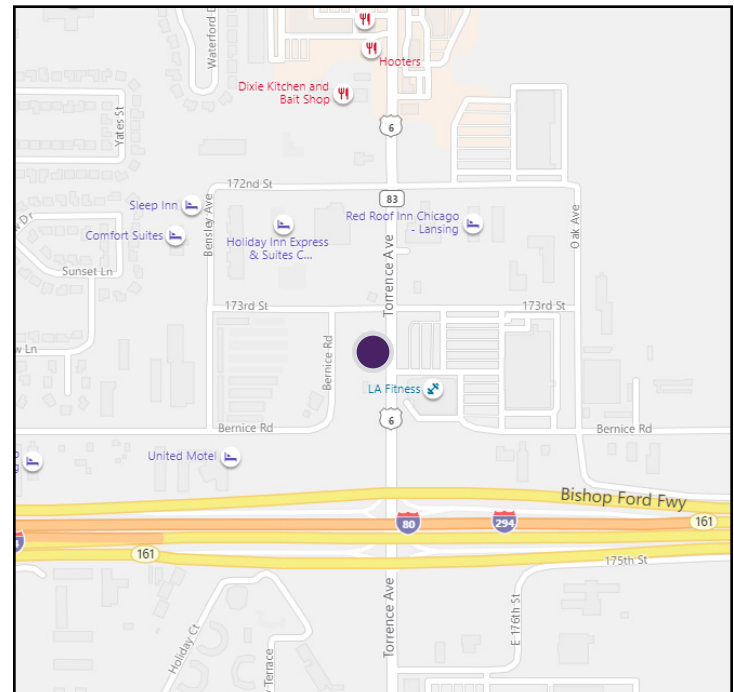 Waterford D
Hooters
Dixie Kitchen and
Bait Shop
Yates St
6
172nd St
83
Sleep Inn
Bensley Ave
Red Roof Inn Chicago
- Lansing
Comfort Suites
Holiday Inn Express
& Suites C...
Oak Ave
w Dr
Sunset Ln
Torrence Ave
173rd St
173rd St
w Ln
Bernice Rd
LA Fitness
6
Bernice Rd
Bernice Rd
United Motel
g
Bishop Ford Fwy
80
294
161
161
175th St
Torrence Ave
E 176th St
Holiday Ct
Terrace